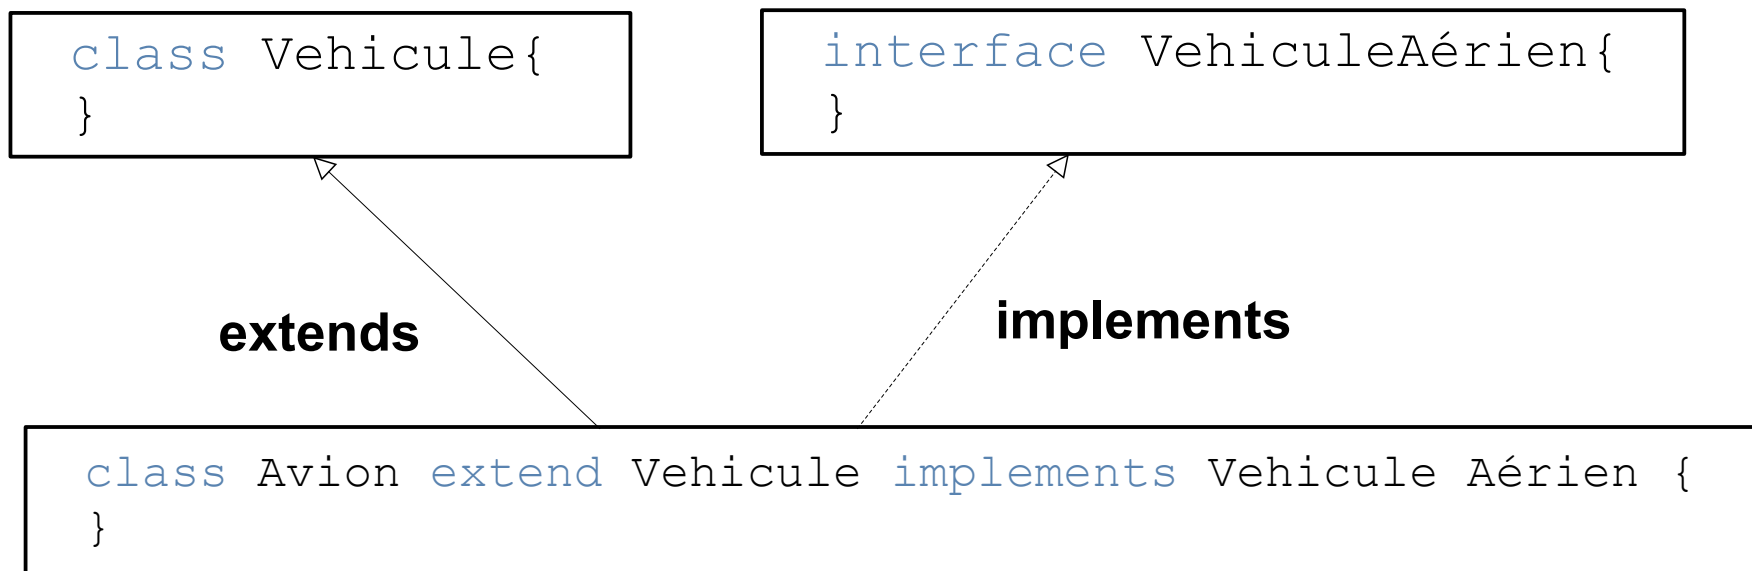 class Vehicule{
}
interface VehiculeAérien{
}
extends
implements
class Avion extend Vehicule implements Vehicule Aérien {
}